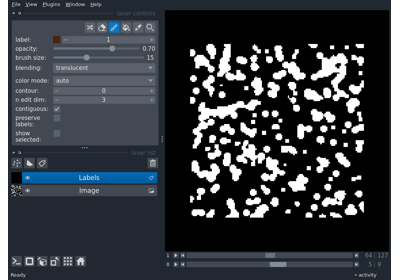 File View Plugins Window Help
layer controls
label: 1
opacity: 0.70
brush size: 15
blending: translucent
color mode: auto
contour: 0
n edit dim: 3
contiguous:
preserve
labels:
show
selected:
layer list
Labels
Image
1 64 127
0 5 9
Ready
activity